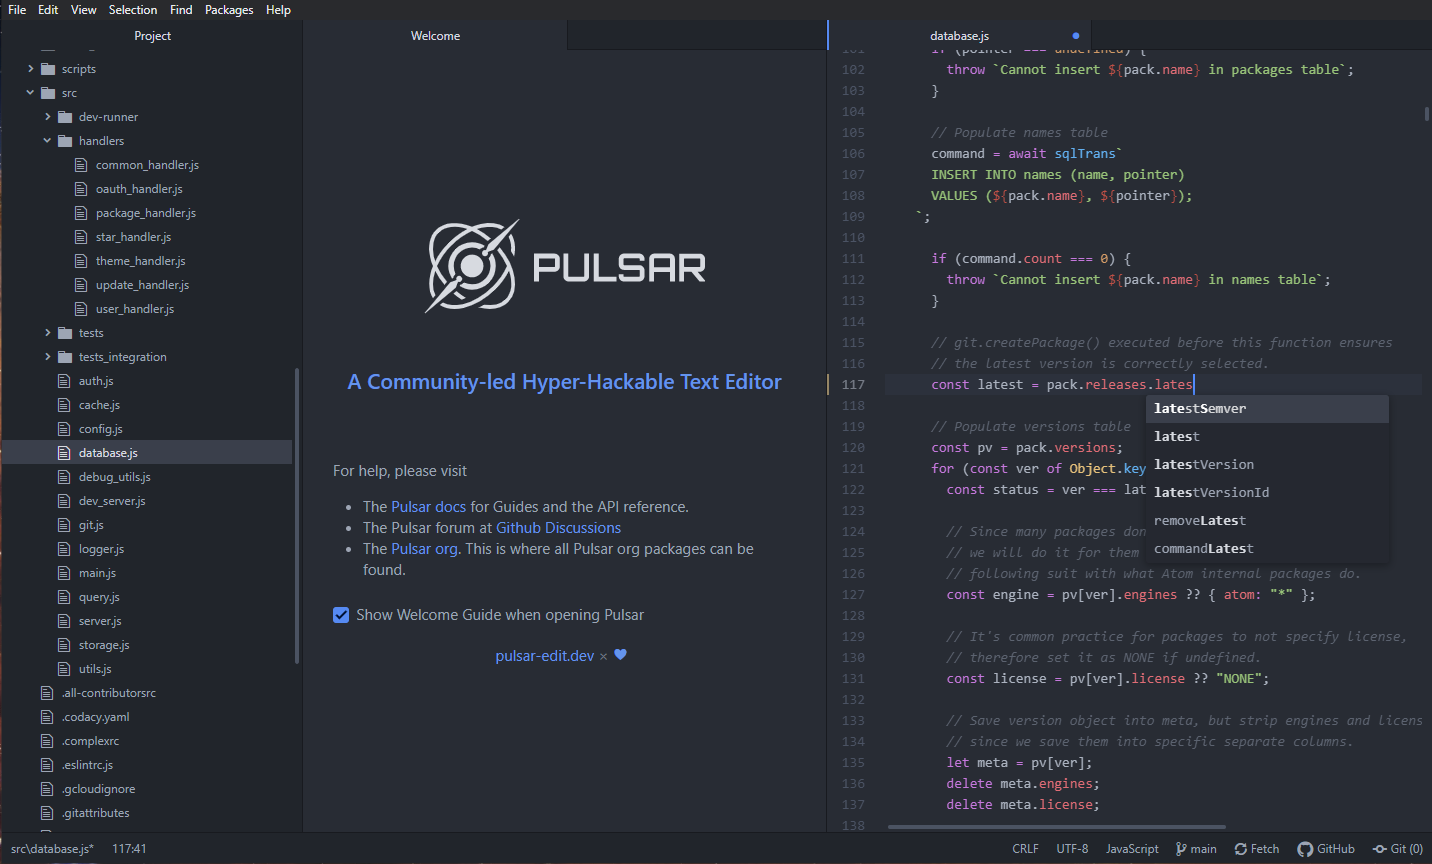 File Edit View Selection Find Packages Help
Project
scripts
src
dev-runner
handlers
common_handler.js
oauth_handler.js
package_handler.js
star_handler.js
theme_handler.js
update_handler.js
user_handler.js
tests
tests_integration
auth.js
cache.js
config.js
database.js
debug_utils.js
dev_server.js
git.js
logger.js
main.js
query.js
server.js
storage.js
utils.js
.all-contributorsrc
.codacy.yaml
.complexrc
.eslintrc.js
.gcloudignore
.gitattributes
Welcome
PULSAR
A Community-led Hyper-Hackable Text Editor
For help, please visit
• The Pulsar docs for Guides and the API reference.
• The Pulsar forum at Github Discussions
• The Pulsar org. This is where all Pulsar org packages can be
found.
Show Welcome Guide when opening Pulsar
pulsar-edit.dev ×
database.js
101 if (pointer === undefined) {
102 throw `Cannot insert ${pack.name} in packages table`;
103 }
104
105 // Populate names table
106 command = await sqlTrans`
107 INSERT INTO names (name, pointer)
108 VALUES (${pack.name}, ${pointer});
109 `;
110
111 if (command.count === 0) {
112 throw `Cannot insert ${pack.name} in names table`;
113 }
114
115 // git.createPackage() executed before this function ensures
116 // the latest version is correctly selected.
117 const latest = pack.releases.lates
118
119 // Populate versions table
120 const pv = pack.versions;
121 for (const ver of Object.key
122 const status = ver === lat
123
124 // Since many packages don
125 // we will do it for them
126 // following suit with what Atom internal packages do.
127 const engine = pv[ver].engines ?? { atom: "*" };
128
129 // It's common practice for packages to not specify license,
130 // therefore set it as NONE if undefined.
131 const license = pv[ver].license ?? "NONE";
132
133 // Save version object into meta, but strip engines and licens
134 // since we save them into specific separate columns.
135 let meta = pv[ver];
136 delete meta.engines;
137 delete meta.license;
138
latestSemver
latest
latestVersion
latestVersionId
removeLatest
commandLatest
src\database.js* 117:41 CRLF UTF-8 JavaScript main Fetch GitHub Git (0)